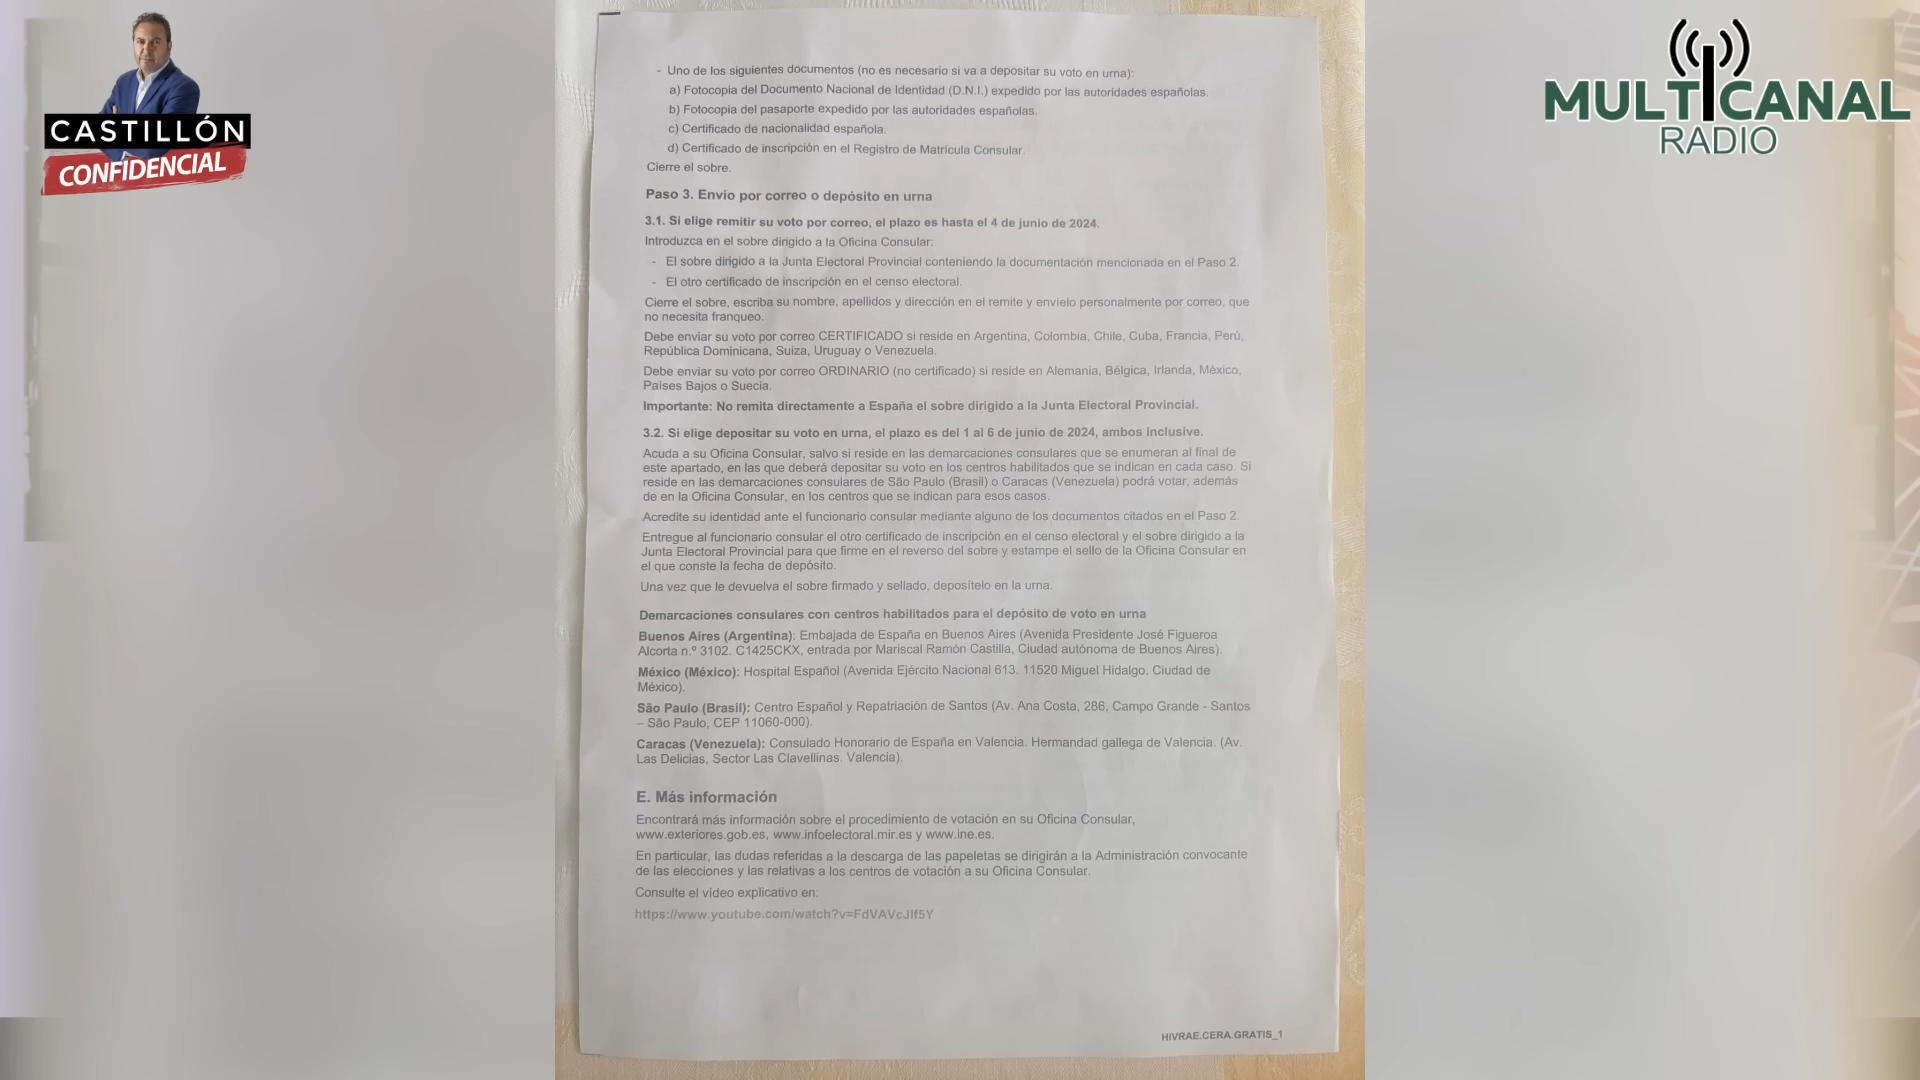 CASTILLÓN
CONFIDENCIAL
MULTICANAL
RADIO
- Uno de los siguientes documentos (no es necesario si va a depositar su voto en urna):
a) Fotocopia del Documento Nacional de Identidad (D.N.I.) expedido por las autoridades españolas.
b) Fotocopia del pasaporte expedido por las autoridades españolas.
c) Certificado de nacionalidad española.
d) Certificado de inscripción en el Registro de Matrícula Consular.
Cierre el sobre.
Paso 3. Envío por correo o depósito en urna
3.1. Si elige remitir su voto por correo, el plazo es hasta el 4 de junio de 2024.
Introduzca en el sobre dirigido a la Oficina Consular:
- El sobre dirigido a la Junta Electoral Provincial conteniendo la documentación mencionada en el Paso 2.
- El otro certificado de inscripción en el censo electoral.
Cierre el sobre, escriba su nombre, apellidos y dirección en el remite y envíelo personalmente por correo, que
no necesita franqueo.
Debe enviar su voto por correo CERTIFICADO si reside en Argentina, Colombia, Chile, Cuba, Francia, Perú,
República Dominicana, Suiza, Uruguay o Venezuela.
Debe enviar su voto por correo ORDINARIO (no certificado) si reside en Alemania, Bélgica, Irlanda, México,
Países Bajos o Suecia.
Importante: No remita directamente a España el sobre dirigido a la Junta Electoral Provincial.
3.2. Si elige depositar su voto en urna, el plazo es del 1 al 6 de junio de 2024, ambos inclusive.
Acuda a su Oficina Consular, salvo si reside en las demarcaciones consulares que se enumeran al final de
este apartado, en las que deberá depositar su voto en los centros habilitados que se indican en cada caso. Si
reside en las demarcaciones consulares de São Paulo (Brasil) o Caracas (Venezuela) podrá votar, además
de en la Oficina Consular, en los centros que se indican para esos casos.
Acredite su identidad ante el funcionario consular mediante alguno de los documentos citados en el Paso 2.
Entregue al funcionario consular el otro certificado de inscripción en el censo electoral y el sobre dirigido a la
Junta Electoral Provincial para que firme en el reverso del sobre y estampe el sello de la Oficina Consular en
el que conste la fecha de depósito.
Una vez que le devuelva el sobre firmado y sellado, deposítelo en la urna.
Demarcaciones consulares con centros habilitados para el depósito de voto en urna
Buenos Aires (Argentina): Embajada de España en Buenos Aires (Avenida Presidente José Figueroa
Alcorta n.º 3102. C1425CKX, entrada por Mariscal Ramón Castilla, Ciudad autónoma de Buenos Aires).
México (México): Hospital Español (Avenida Ejército Nacional 613. 11520 Miguel Hidalgo. Ciudad de
México).
São Paulo (Brasil): Centro Español y Repatriación de Santos (Av. Ana Costa, 286, Campo Grande - Santos
– São Paulo, CEP 11060-000).
Caracas (Venezuela): Consulado Honorario de España en Valencia. Hermandad gallega de Valencia. (Av.
Las Delicias, Sector Las Clavellinas. Valencia).
E. Más información
Encontrará más información sobre el procedimiento de votación en su Oficina Consular,
www.exteriores.gob.es, www.infoelectoral.mir.es y www.ine.es.
En particular, las dudas referidas a la descarga de las papeletas se dirigirán a la Administración convocante
de las elecciones y las relativas a los centros de votación a su Oficina Consular.
Consulte el vídeo explicativo en:
https://www.youtube.com/watch?v=FdVAVcJIf5Y
HIVRAE.CERA.GRATIS_1